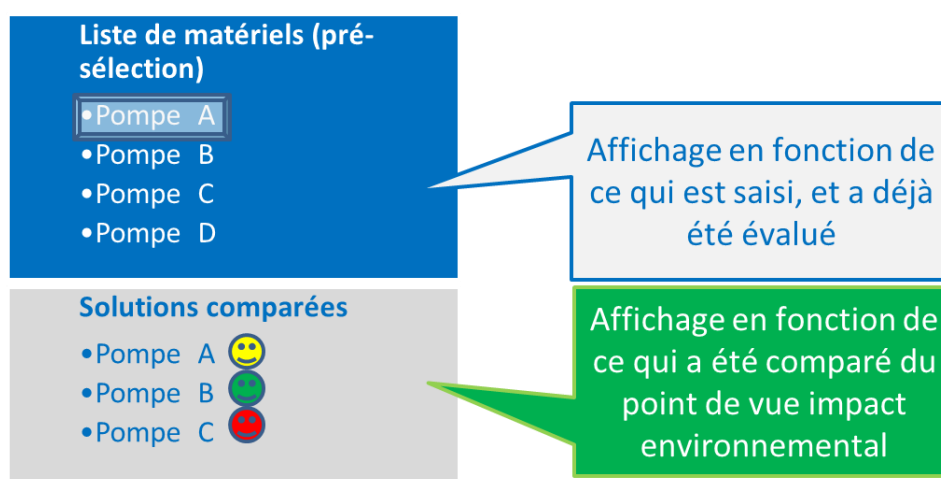 Liste de matériels (pré-
sélection)
•Pompe A
•Pompe B
•Pompe C
•Pompe D
Affichage en fonction de
ce qui est saisi, et a déjà
été évalué
Solutions comparées
•Pompe A
•Pompe B
•Pompe C
Affichage en fonction de
ce qui a été comparé du
point de vue impact
environnemental